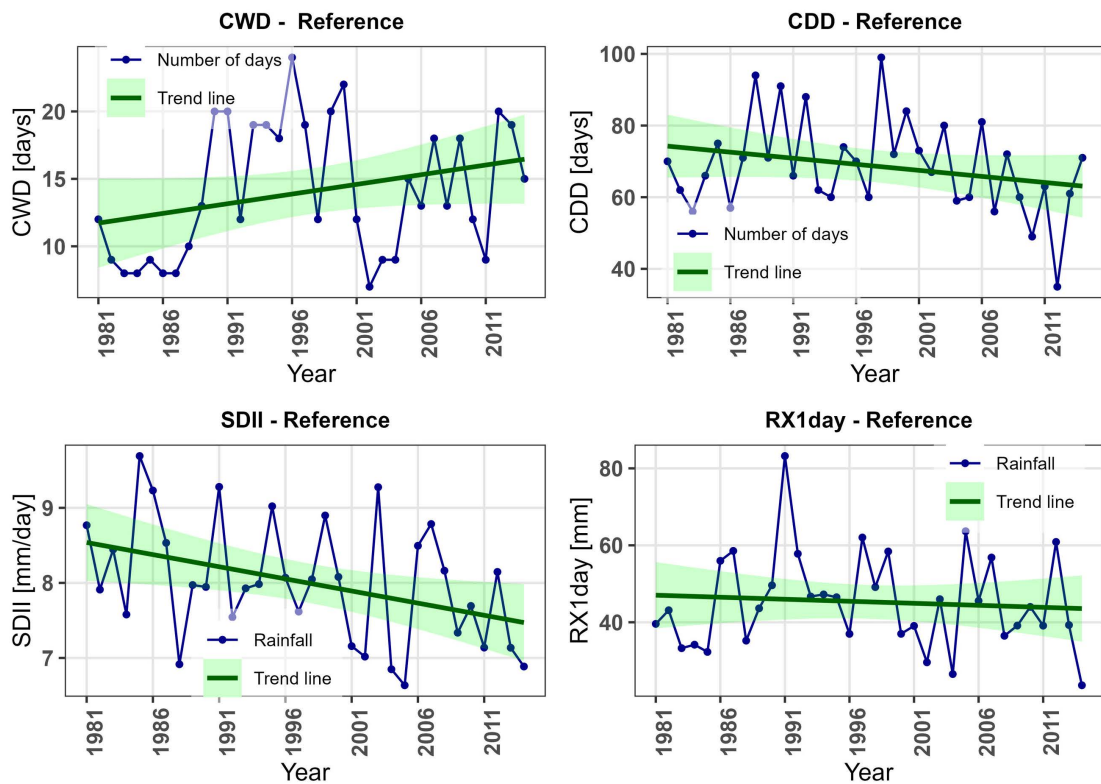 CWD -  Reference
Number of days
Trend line
CWD [days]
20
15
10
1981
1986
1991
1996
2001
2006
2011
Year
CDD - Reference
Number of days
Trend line
CDD [days]
100
80
60
40
1981
1986
1991
1996
2001
2006
2011
Year
SDII - Reference
Rainfall
Trend line
SDII [mm/day]
9
8
7
1981
1986
1991
1996
2001
2006
2011
Year
RX1day - Reference
Rainfall
Trend line
RX1day [mm]
80
60
40
1981
1986
1991
1996
2001
2006
2011
Year